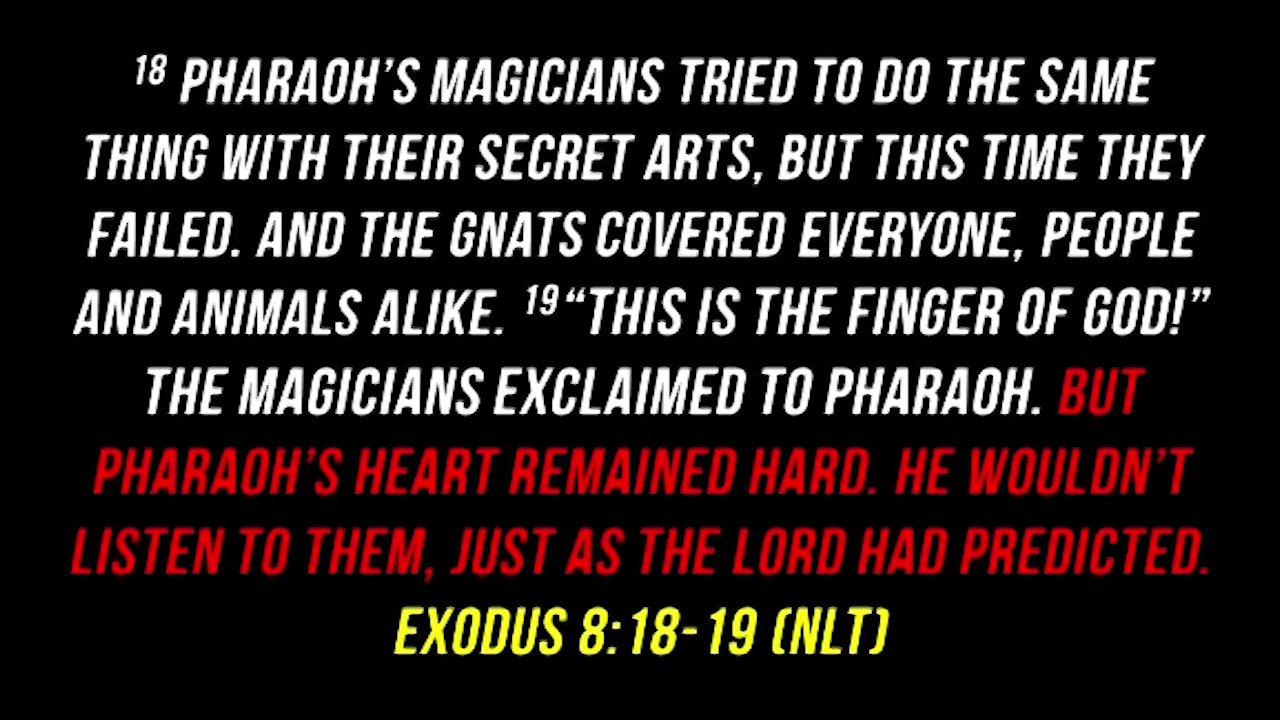 18 PHARAOH’S MAGICIANS TRIED TO DO THE SAME
THING WITH THEIR SECRET ARTS, BUT THIS TIME THEY
FAILED. AND THE GNATS COVERED EVERYONE, PEOPLE
AND ANIMALS ALIKE. 19 “THIS IS THE FINGER OF GOD!”
THE MAGICIANS EXCLAIMED TO PHARAOH. BUT
PHARAOH’S HEART REMAINED HARD. HE WOULDN’T
LISTEN TO THEM, JUST AS THE LORD HAD PREDICTED.
EXODUS 8:18-19 (NLT)